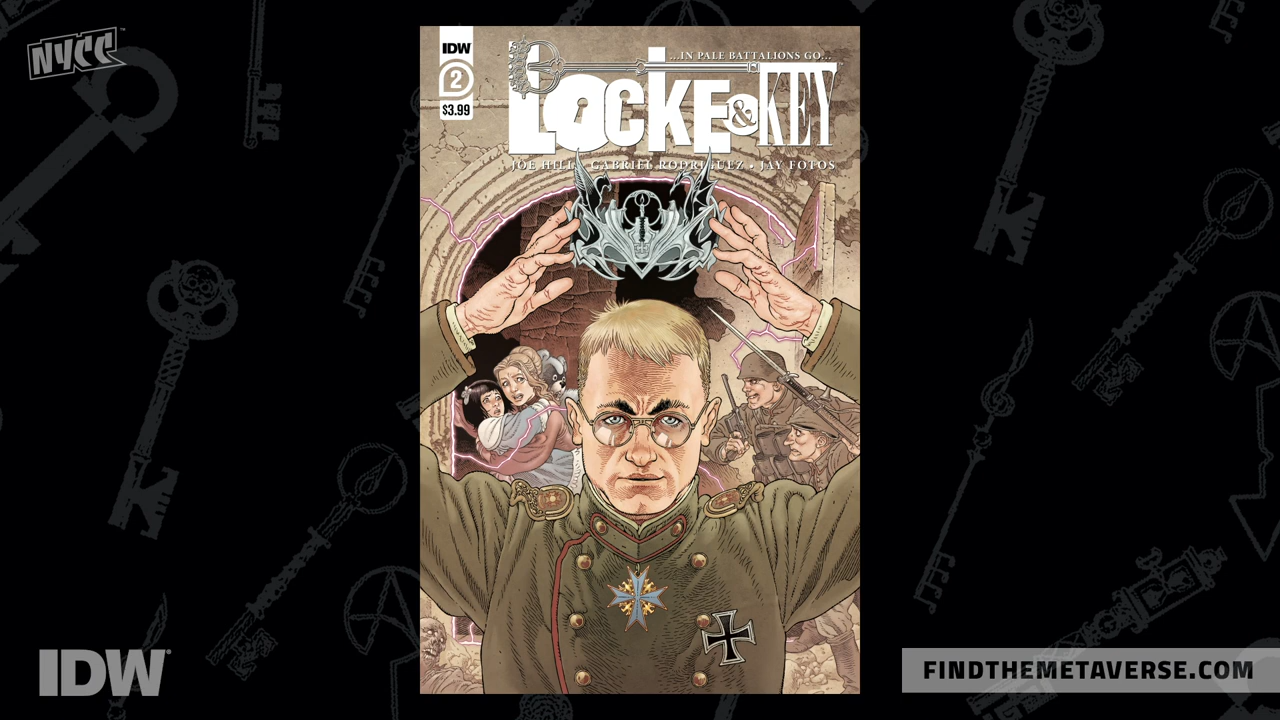 NYCC
IDW
2
$3.99
...IN PALE BATTALIONS GO...
LOCKE & KEY
JOE HILL • GABRIEL RODRIGUEZ • JAY FOTOS
IDW
FINDTHEMETAVERSE.COM